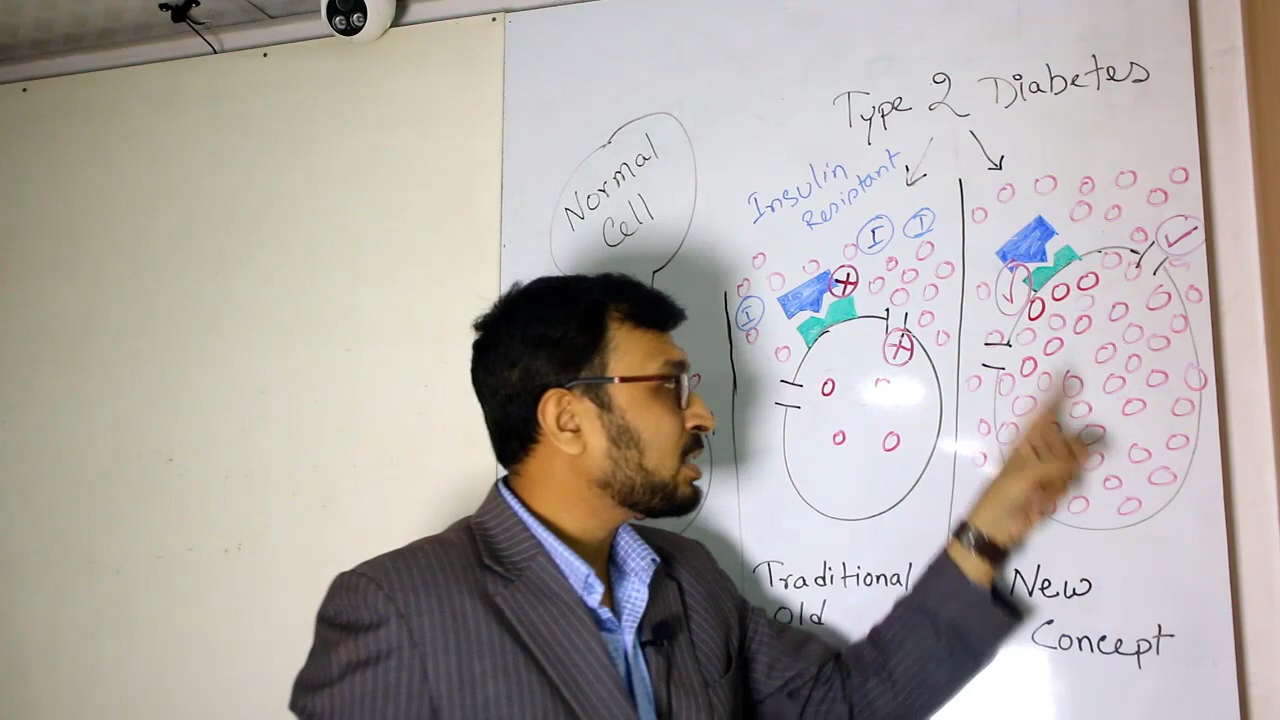 Type 2 Diabetes
Normal
Cell
Insulin
Resistant
I
I
I
Traditional
Old
New
Concept